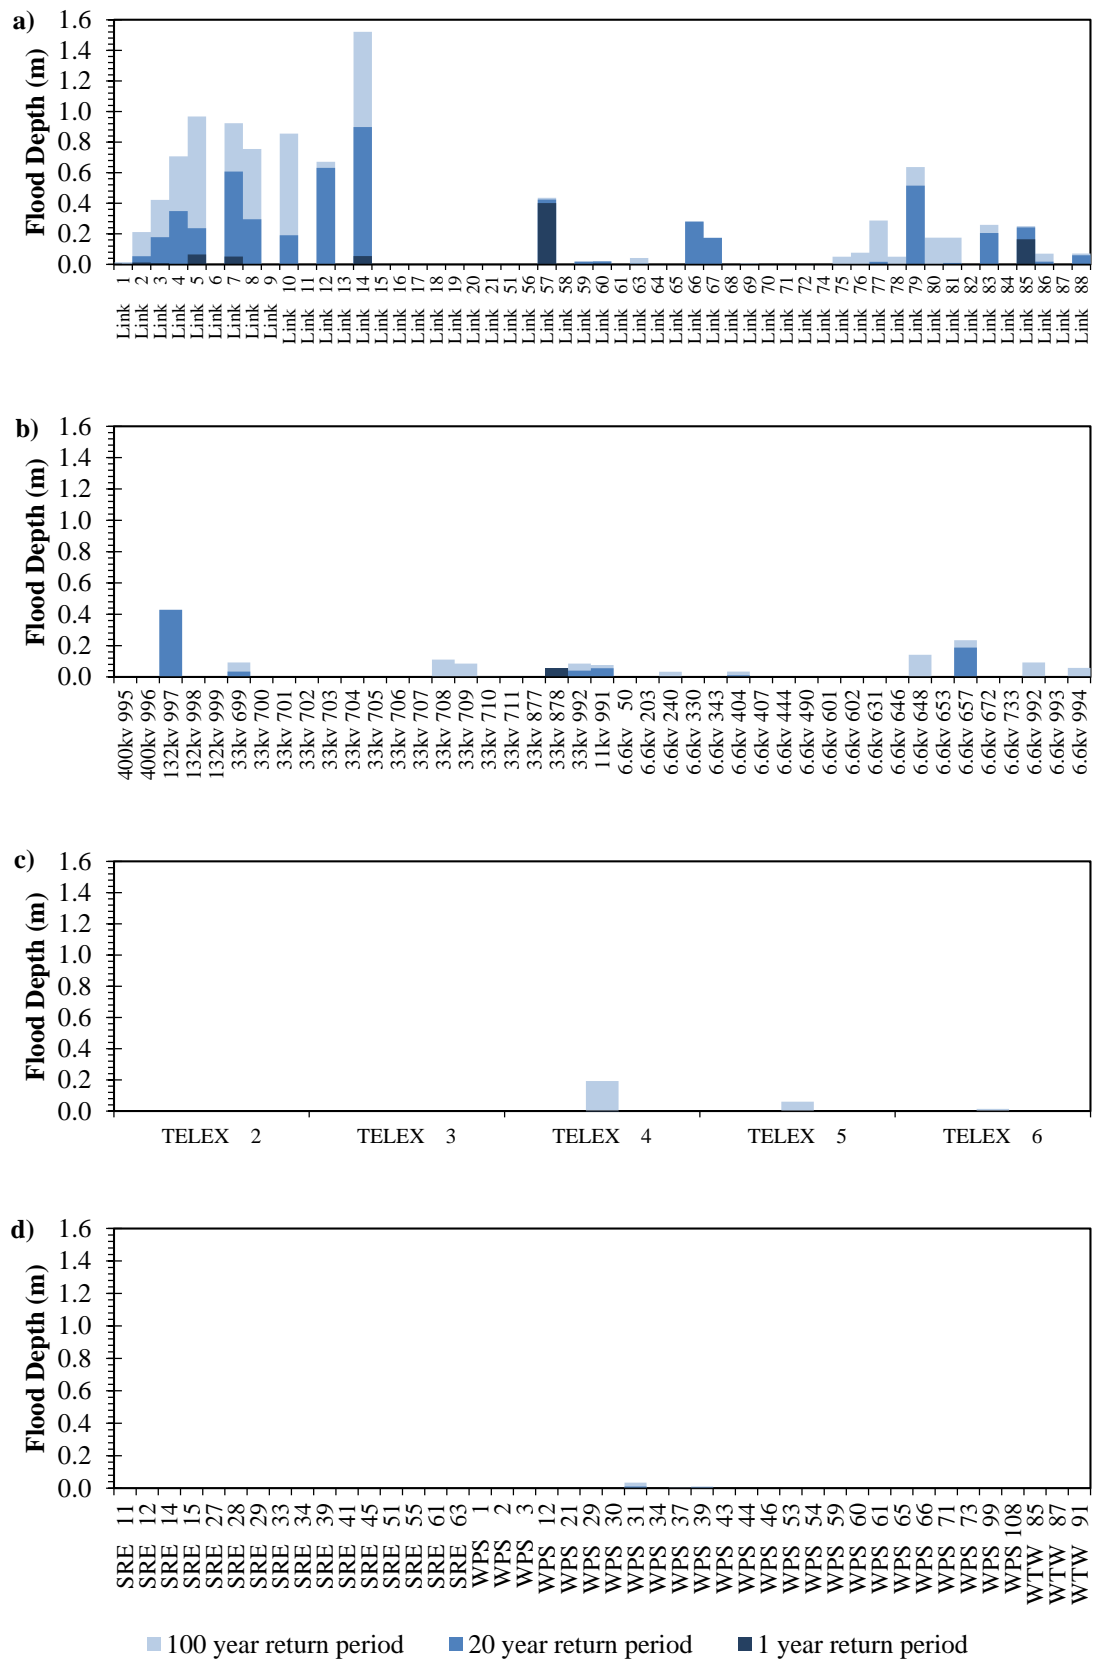 a)
Flood Depth (m)
1.6
1.4
1.2
1.0
0.8
0.6
0.4
0.2
0.0
Link 1
Link 2
Link 3
Link 4
Link 5
Link 6
Link 7
Link 8
Link 9
Link 10
Link 11
Link 12
Link 13
Link 14
Link 15
Link 16
Link 17
Link 18
Link 19
Link 20
Link 21
Link 51
Link 56
Link 57
Link 58
Link 59
Link 60
Link 61
Link 63
Link 64
Link 65
Link 66
Link 67
Link 68
Link 69
Link 70
Link 71
Link 72
Link 74
Link 75
Link 76
Link 77
Link 78
Link 79
Link 80
Link 81
Link 82
Link 83
Link 84
Link 85
Link 86
Link 87
Link 88
b)
Flood Depth (m)
1.6
1.4
1.2
1.0
0.8
0.6
0.4
0.2
0.0
400kv 995
400kv 996
132kv 997
132kv 998
132kv 999
33kv 699
33kv 700
33kv 701
33kv 702
33kv 703
33kv 704
33kv 705
33kv 706
33kv 707
33kv 708
33kv 709
33kv 710
33kv 711
33kv 877
33kv 878
33kv 992
11kv 991
6.6kv 50
6.6kv 203
6.6kv 240
6.6kv 330
6.6kv 343
6.6kv 404
6.6kv 407
6.6kv 444
6.6kv 490
6.6kv 601
6.6kv 602
6.6kv 631
6.6kv 646
6.6kv 648
6.6kv 653
6.6kv 657
6.6kv 672
6.6kv 733
6.6kv 992
6.6kv 993
6.6kv 994
c)
Flood Depth (m)
1.6
1.4
1.2
1.0
0.8
0.6
0.4
0.2
0.0
TELEX 2
TELEX 3
TELEX 4
TELEX 5
TELEX 6
d)
Flood Depth (m)
1.6
1.4
1.2
1.0
0.8
0.6
0.4
0.2
0.0
SRE 11
SRE 12
SRE 14
SRE 15
SRE 27
SRE 28
SRE 29
SRE 33
SRE 34
SRE 39
SRE 41
SRE 45
SRE 51
SRE 55
SRE 61
SRE 63
WPS 1
WPS 2
WPS 3
WPS 12
WPS 21
WPS 29
WPS 30
WPS 31
WPS 34
WPS 37
WPS 39
WPS 43
WPS 44
WPS 46
WPS 53
WPS 54
WPS 59
WPS 60
WPS 61
WPS 65
WPS 66
WPS 71
WPS 73
WPS 99
WPS 108
WTW 85
WTW 87
WTW 91
100 year return period
20 year return period
1 year return period